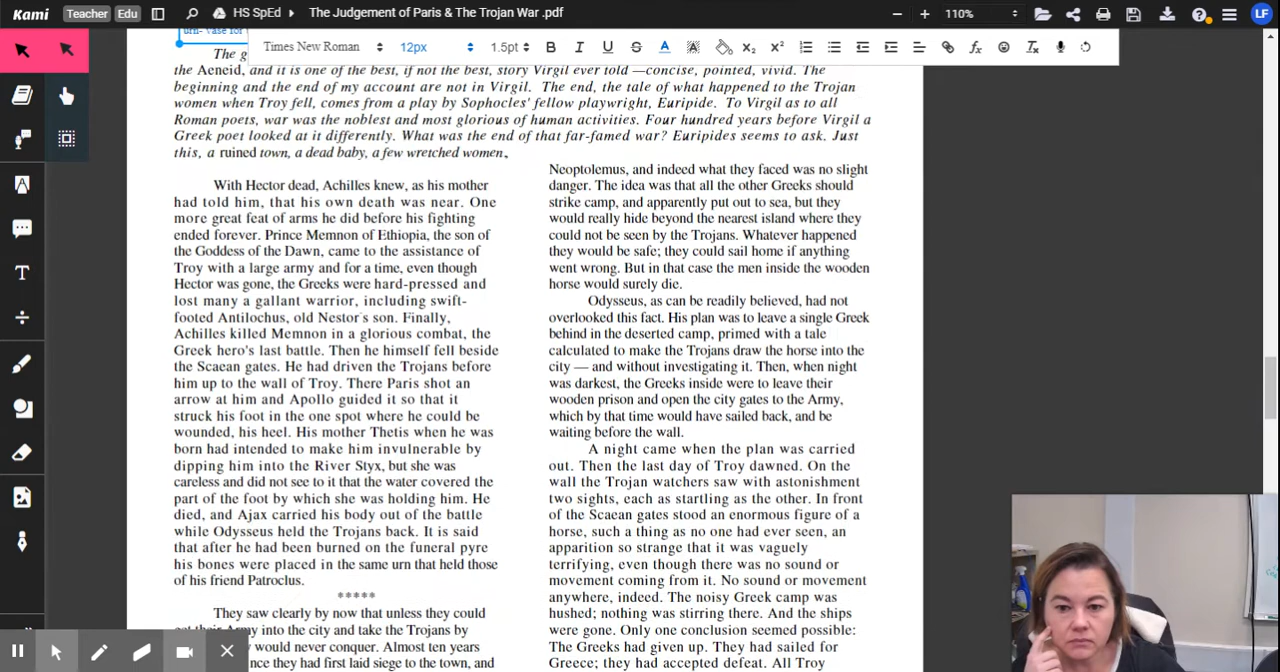 Kami
Teacher
Edu
HS SpEd
The Judgement of Paris & The Trojan War .pdf
110%
LF
Times New Roman
12px
1.5pt
The g
the Aeneid, and it is one of the best, if not the best, story Virgil ever told —concise, pointed, vivid. The
beginning and the end of my account are not in Virgil. The end, the tale of what happened to the Trojan
women when Troy fell, comes from a play by Sophocles' fellow playwright, Euripide. To Virgil as to all
Roman poets, war was the noblest and most glorious of human activities. Four hundred years before Virgil a
Greek poet looked at it differently. What was the end of that far-famed war? Euripides seems to ask. Just
this, a ruined town, a dead baby, a few wretched women.
With Hector dead, Achilles knew, as his mother
had told him, that his own death was near. One
more great feat of arms he did before his fighting
ended forever. Prince Memnon of Ethiopia, the son of
the Goddess of the Dawn, came to the assistance of
Troy with a large army and for a time, even though
Hector was gone, the Greeks were hard-pressed and
lost many a gallant warrior, including swift-
footed Antilochus, old Nestor's son. Finally,
Achilles killed Memnon in a glorious combat, the
Greek hero's last battle. Then he himself fell beside
the Scaean gates. He had driven the Trojans before
him up to the wall of Troy. There Paris shot an
arrow at him and Apollo guided it so that it
struck his foot in the one spot where he could be
wounded, his heel. His mother Thetis when he was
born had intended to make him invulnerable by
dipping him into the River Styx, but she was
careless and did not see to it that the water covered the
part of the foot by which she was holding him. He
died, and Ajax carried his body out of the battle
while Odysseus held the Trojans back. It is said
that after he had been burned on the funeral pyre
his bones were placed in the same urn that held those
of his friend Patroclus.
*****
They saw clearly by now that unless they could
Army into the city and take the Trojans by
would never conquer. Almost ten years
nce they had first laid siege to the town, and
Neoptolemus, and indeed what they faced was no slight
danger. The idea was that all the other Greeks should
strike camp, and apparently put out to sea, but they
would really hide beyond the nearest island where they
could not be seen by the Trojans. Whatever happened
they would be safe; they could sail home if anything
went wrong. But in that case the men inside the wooden
horse would surely die.
Odysseus, as can be readily believed, had not
overlooked this fact. His plan was to leave a single Greek
behind in the deserted camp, primed with a tale
calculated to make the Trojans draw the horse into the
city — and without investigating it. Then, when night
was darkest, the Greeks inside were to leave their
wooden prison and open the city gates to the Army,
which by that time would have sailed back, and be
waiting before the wall.
A night came when the plan was carried
out. Then the last day of Troy dawned. On the
wall the Trojan watchers saw with astonishment
two sights, each as startling as the other. In front
of the Scaean gates stood an enormous figure of a
horse, such a thing as no one had ever seen, an
apparition so strange that it was vaguely
terrifying, even though there was no sound or
movement coming from it. No sound or movement
anywhere, indeed. The noisy Greek camp was
hushed; nothing was stirring there. And the ships
were gone. Only one conclusion seemed possible:
The Greeks had given up. They had sailed for
Greece; they had accepted defeat. All Troy